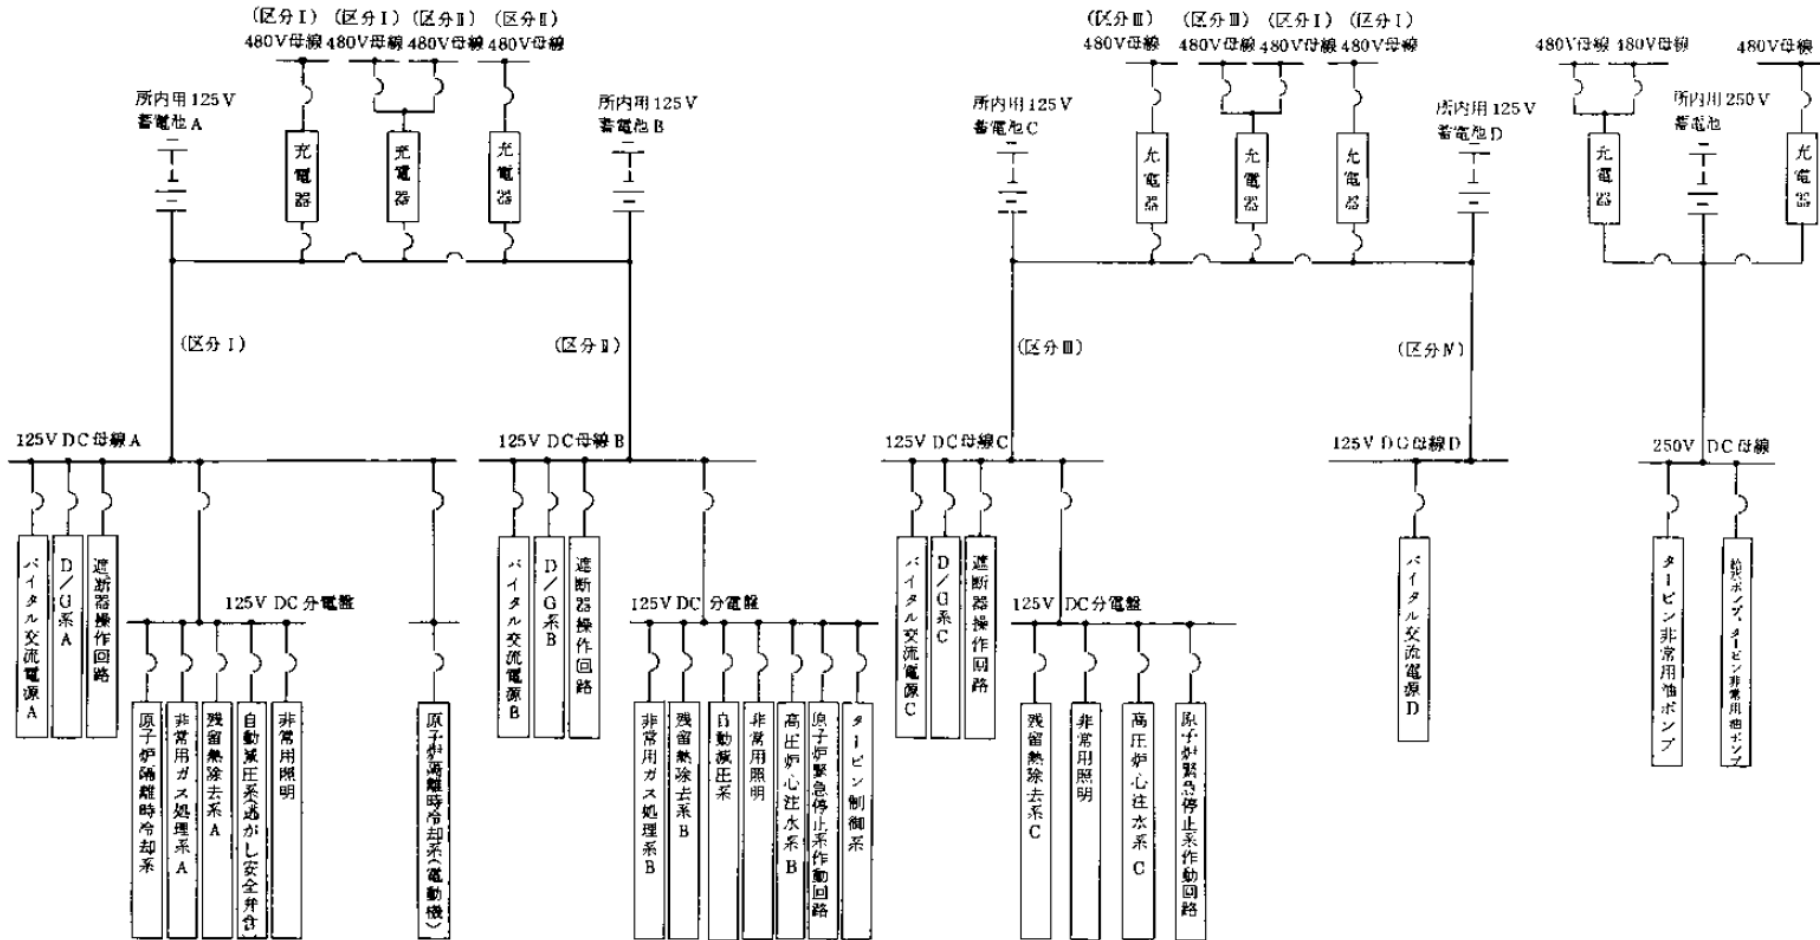 (区分Ⅰ) (区分Ⅰ) (区分Ⅱ) (区分Ⅱ)
480V母線 480V母線 480V母線 480V母線
(区分Ⅲ) (区分Ⅲ) (区分Ⅰ) (区分Ⅰ)
480V母線 480V母線 480V母線 480V母線
480V母線 480V母線
480V母線
所内用125V
蓄電池A
充電器
充電器
充電器
所内用125V
蓄電池B
所内用125V
蓄電池C
充電器
充電器
充電器
所内用125V
蓄電池D
充電器
所内用250V
蓄電池
充電器
(区分Ⅰ)
(区分Ⅱ)
(区分Ⅲ)
(区分Ⅳ)
125V DC母線A
125V DC母線B
125V DC母線C
125V DC母線D
250V DC母線
バイタル交流電源A
D/G系A
遮断器操作回路
125V DC分電盤
原子炉隔離時冷却系
非常用ガス処理系A
残留熱除去系A
自動減圧系(逃がし安全弁含)
非常用照明
原子炉隔離時冷却系(電動機)
バイタル交流電源B
D/G系B
遮断器操作回路
125V DC分電盤
非常用ガス処理系B
残留熱除去系B
自動減圧系
非常用照明
高圧炉心注水系B
原子炉緊急停止系作動回路
タービン制御系
バイタル交流電源C
D/G系C
遮断器操作回路
125V DC分電盤
残留熱除去系C
非常用照明
高圧炉心注水系C
原子炉緊急停止系作動回路
バイタル交流電源D
タービン非常用油ポンプ
給水ポンプ、タービン非常用油ポンプ